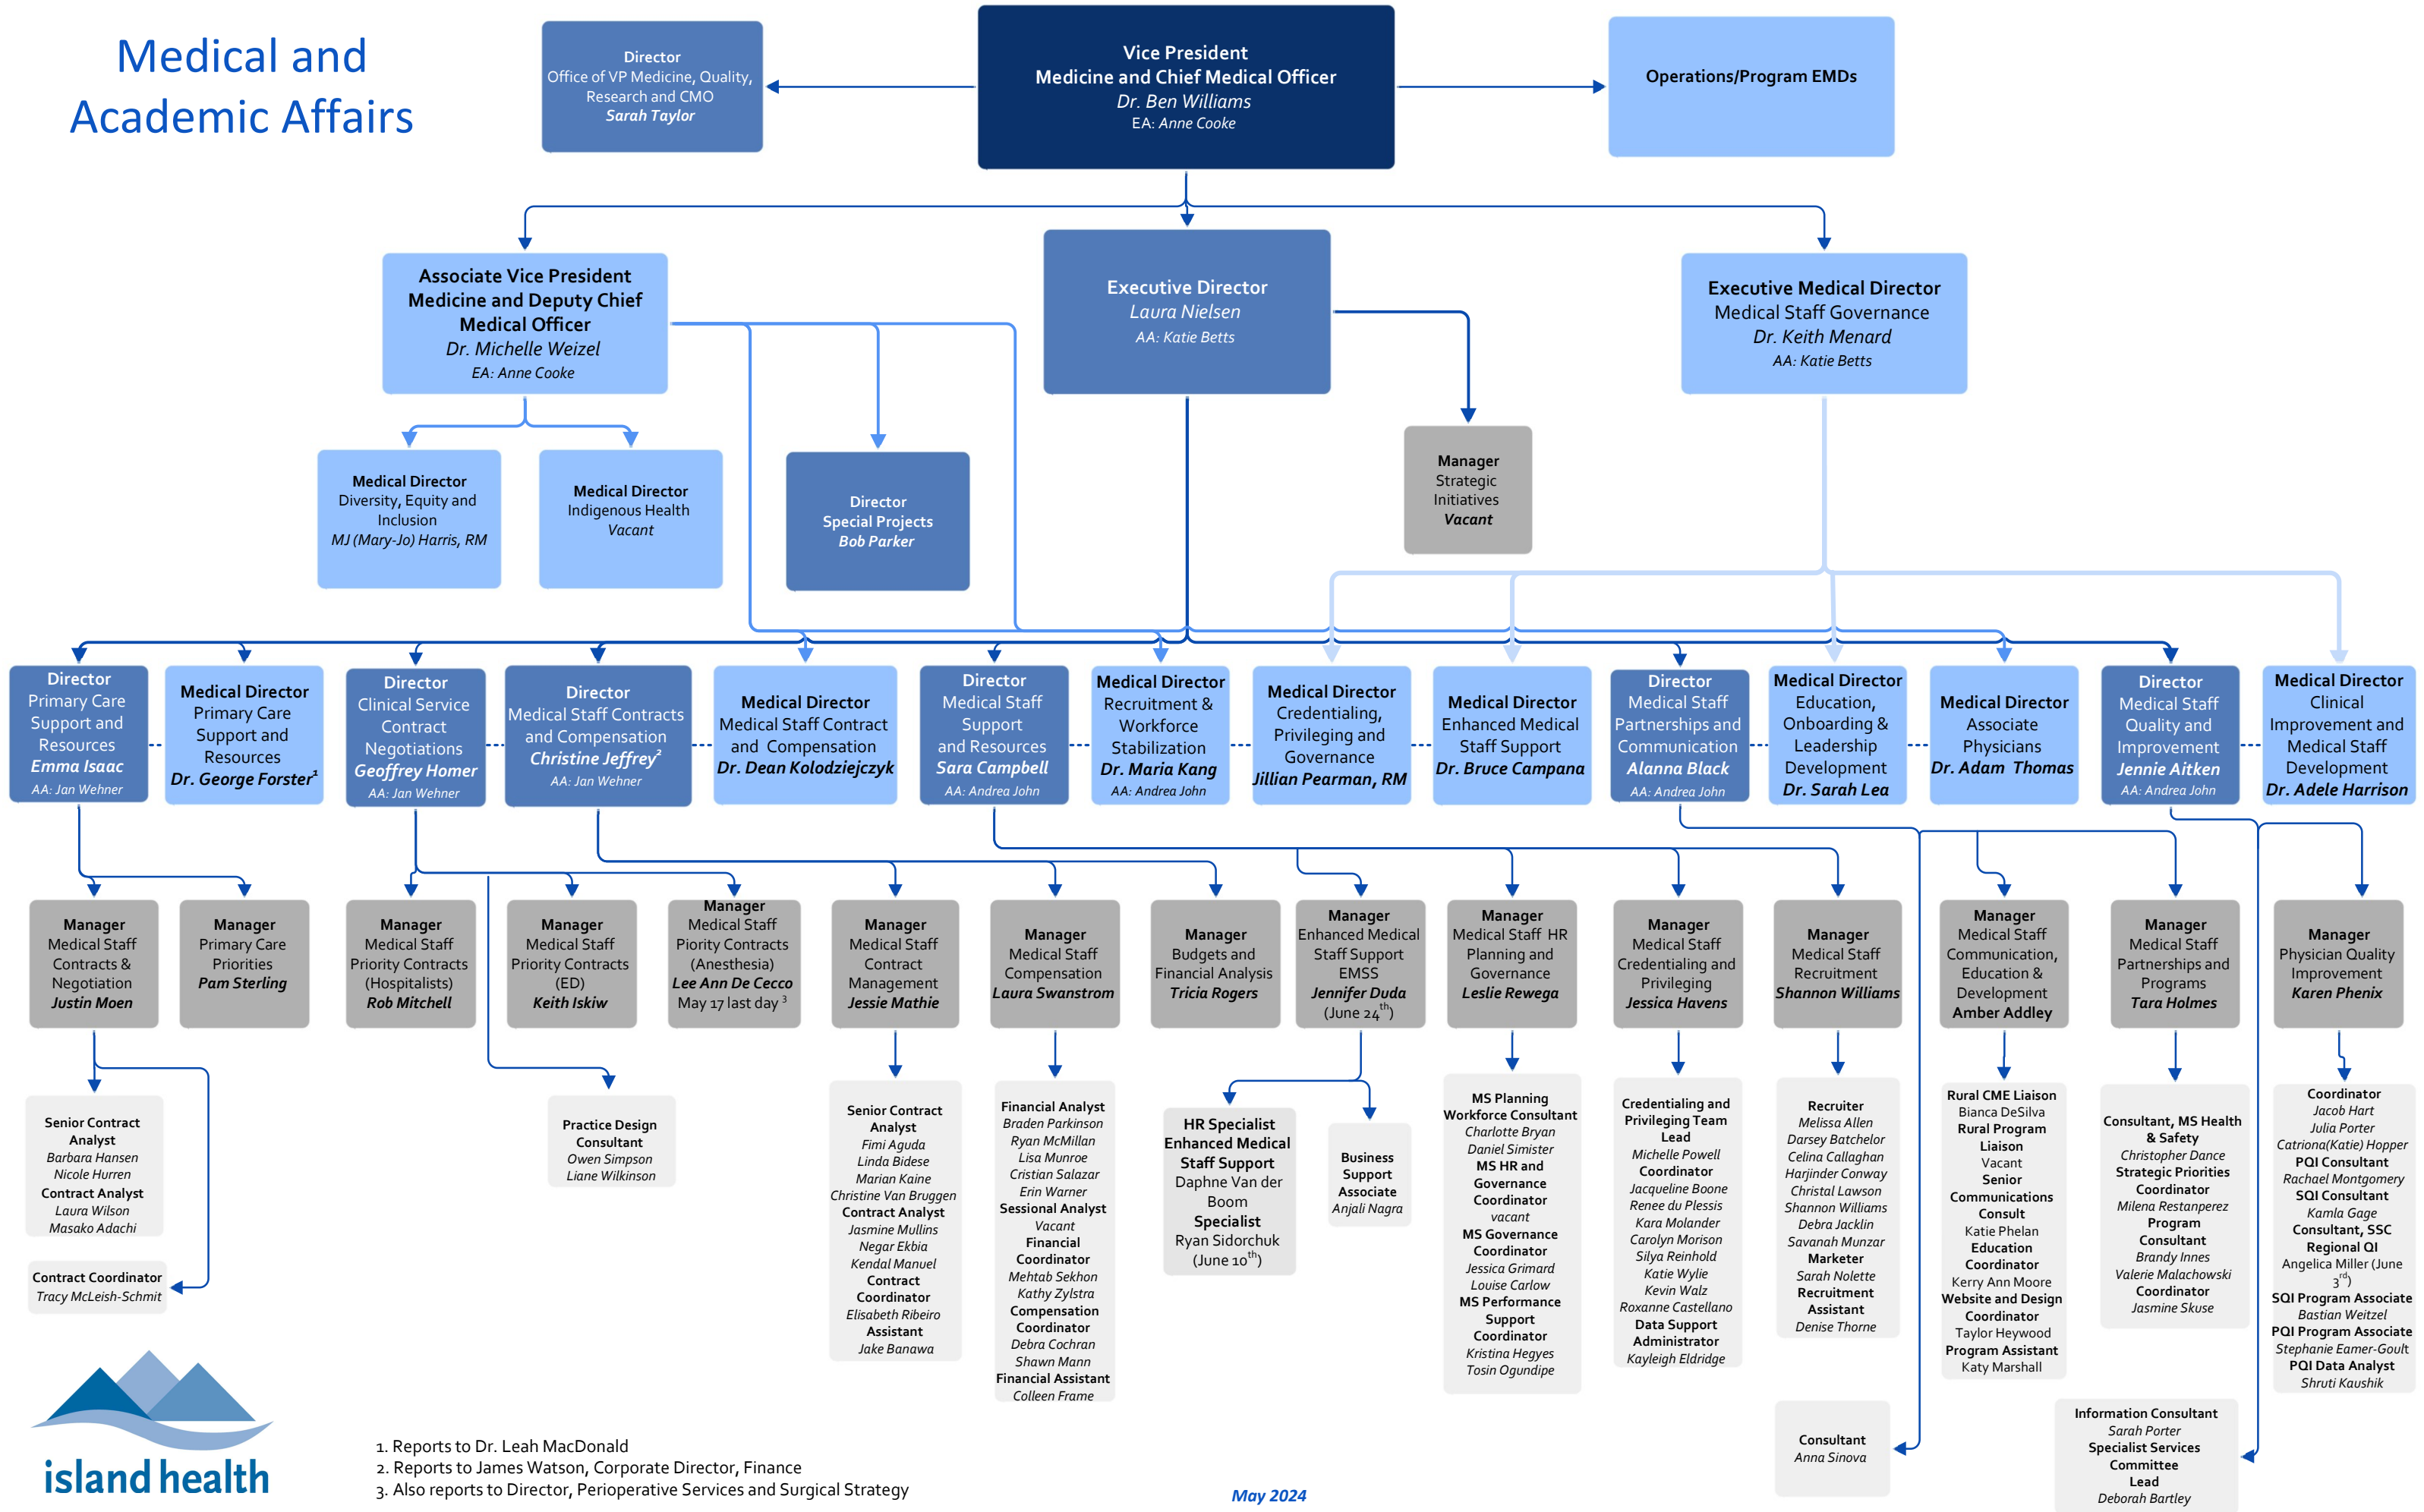 Medical and
Academic Affairs
Director
Office of VP Medicine, Quality,
Research and CMO
Sarah Taylor
Vice President
Medicine and Chief Medical Officer
Dr. Ben Williams
EA: Anne Cooke
Operations/Program EMDs
Associate Vice President
Medicine and Deputy Chief
Medical Officer
Dr. Michelle Weizel
EA: Anne Cooke
Executive Director
Laura Nielsen
AA: Katie Betts
Executive Medical Director
Medical Staff Governance
Dr. Keith Menard
AA: Katie Betts
Medical Director
Diversity, Equity and
Inclusion
MJ (Mary-Jo) Harris, RM
Medical Director
Indigenous Health
Vacant
Director
Special Projects
Bob Parker
Manager
Strategic
Initiatives
Vacant
Director
Primary Care
Support and
Resources
Emma Isaac
AA: Jan Wehner
Medical Director
Primary Care
Support and
Resources
Dr. George Forster¹
Director
Clinical Service
Contract
Negotiations
Geoffrey Homer
AA: Jan Wehner
Director
Medical Staff Contracts
and Compensation
Christine Jeffrey²
AA: Jan Wehner
Medical Director
Medical Staff Contract
and Compensation
Dr. Dean Kolodziejczyk
Director
Medical Staff
Support
and Resources
Sara Campbell
AA: Andrea John
Medical Director
Recruitment &
Workforce
Stabilization
Dr. Maria Kang
AA: Andrea John
Medical Director
Credentialing,
Privileging and
Governance
Jillian Pearman, RM
Medical Director
Enhanced Medical
Staff Support
Dr. Bruce Campana
Director
Medical Staff
Partnerships and
Communication
Alanna Black
AA: Andrea John
Medical Director
Education,
Onboarding &
Leadership
Development
Dr. Sarah Lea
Medical Director
Associate
Physicians
Dr. Adam Thomas
Director
Medical Staff
Quality and
Improvement
Jennie Aitken
AA: Andrea John
Medical Director
Clinical
Improvement and
Medical Staff
Development
Dr. Adele Harrison
Manager
Medical Staff
Contracts &
Negotiation
Justin Moen
Manager
Primary Care
Priorities
Pam Sterling
Manager
Medical Staff
Priority Contracts
(Hospitalists)
Rob Mitchell
Manager
Medical Staff
Priority Contracts
(ED)
Keith Iskiw
Manager
Medical Staff
Piority Contracts
(Anesthesia)
Lee Ann De Cecco
May 17 last day ³
Manager
Medical Staff
Contract
Management
Jessie Mathie
Manager
Medical Staff
Compensation
Laura Swanstrom
Manager
Budgets and
Financial Analysis
Tricia Rogers
Manager
Enhanced Medical
Staff Support
EMSS
Jennifer Duda
(June 24th)
Manager
Medical Staff HR
Planning and
Governance
Leslie Rewega
Manager
Medical Staff
Credentialing and
Privileging
Jessica Havens
Manager
Medical Staff
Recruitment
Shannon Williams
Manager
Medical Staff
Communication,
Education &
Development
Amber Addley
Manager
Medical Staff
Partnerships and
Programs
Tara Holmes
Manager
Physician Quality
Improvement
Karen Phenix
Senior Contract
Analyst
Barbara Hansen
Nicole Hurren
Contract Analyst
Laura Wilson
Masako Adachi
Contract Coordinator
Tracy McLeish-Schmit
Practice Design
Consultant
Owen Simpson
Liane Wilkinson
Senior Contract
Analyst
Fimi Aguda
Linda Bidese
Marian Kaine
Christine Van Bruggen
Contract Analyst
Jasmine Mullins
Negar Ekbia
Kendal Manuel
Contract
Coordinator
Elisabeth Ribeiro
Assistant
Jake Banawa
Financial Analyst
Braden Parkinson
Ryan McMillan
Lisa Munroe
Cristian Salazar
Erin Warner
Sessional Analyst
Vacant
Financial
Coordinator
Mehtab Sekhon
Kathy Zylstra
Compensation
Coordinator
Debra Cochran
Shawn Mann
Financial Assistant
Colleen Frame
HR Specialist
Enhanced Medical
Staff Support
Daphne Van der
Boom
Specialist
Ryan Sidorchuk
(June 10th)
Business
Support
Associate
Anjali Nagra
MS Planning
Workforce Consultant
Charlotte Bryan
Daniel Simister
MS HR and
Governance
Coordinator
vacant
MS Governance
Coordinator
Jessica Grimard
Louise Carlow
MS Performance
Support
Coordinator
Kristina Hegyes
Tosin Ogundipe
Credentialing and
Privileging Team
Lead
Michelle Powell
Coordinator
Jacqueline Boone
Renee du Plessis
Kara Molander
Carolyn Morison
Silya Reinhold
Katie Wylie
Kevin Walz
Roxanne Castellano
Data Support
Administrator
Kayleigh Eldridge
Recruiter
Melissa Allen
Darsey Batchelor
Celina Callaghan
Harjinder Conway
Christal Lawson
Shannon Williams
Debra Jacklin
Savanah Munzar
Marketer
Sarah Nolette
Recruitment
Assistant
Denise Thorne
Consultant
Anna Sinova
Rural CME Liaison
Bianca DeSilva
Rural Program
Liaison
Vacant
Senior
Communications
Consult
Katie Phelan
Education
Coordinator
Kerry Ann Moore
Website and Design
Coordinator
Taylor Heywood
Program Assistant
Katy Marshall
Consultant, MS Health
& Safety
Christopher Dance
Strategic Priorities
Coordinator
Milena Restanperez
Program
Consultant
Brandy Innes
Valerie Malachowski
Coordinator
Jasmine Skuse
Coordinator
Jacob Hart
Julia Porter
Catriona(Katie) Hopper
PQI Consultant
Rachael Montgomery
SQI Consultant
Kamla Gage
Consultant, SSC
Regional QI
Angelica Miller (June
3rd)
SQI Program Associate
Bastian Weitzel
PQI Program Associate
Stephanie Eamer-Goult
PQI Data Analyst
Shruti Kaushik
Information Consultant
Sarah Porter
Specialist Services
Committee
Lead
Deborah Bartley
island health
1. Reports to Dr. Leah MacDonald
2. Reports to James Watson, Corporate Director, Finance
3. Also reports to Director, Perioperative Services and Surgical Strategy
May 2024